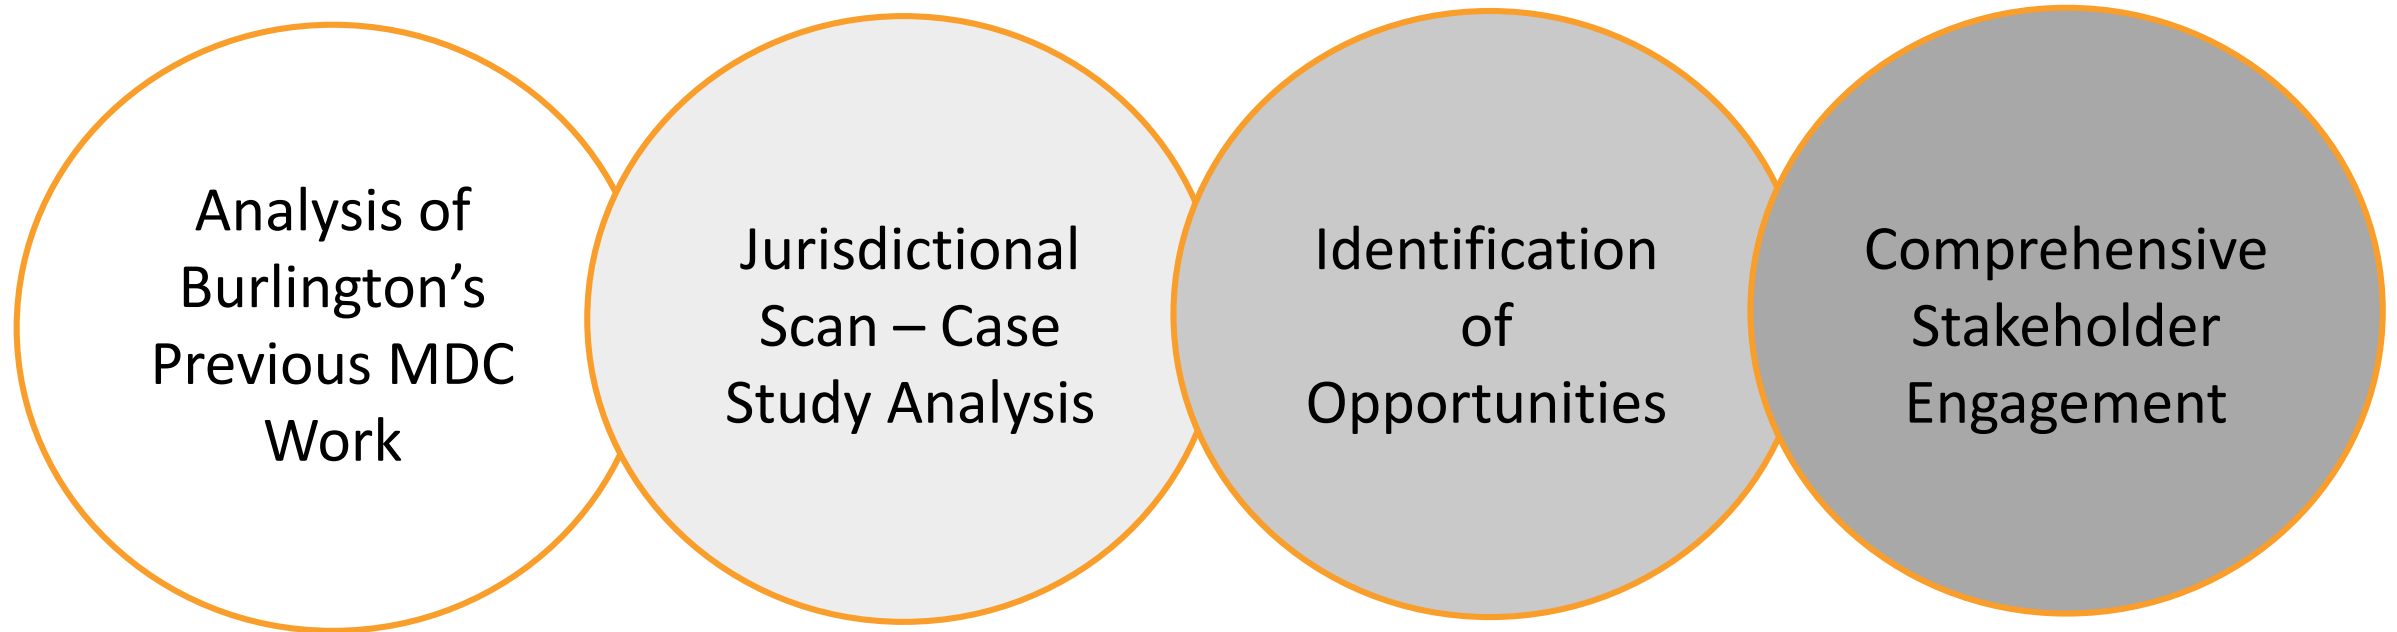 Analysis of
Burlington’s
Previous MDC
Work
Jurisdictional
Scan – Case
Study Analysis
Identification
of
Opportunities
Comprehensive
Stakeholder
Engagement